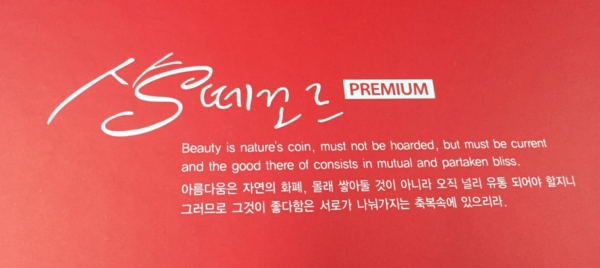 상떼꼬르 PREMIUM
Beauty is nature's coin, must not be hoarded, but must be current
and the good there of consists in mutual and partaken bliss.
아름다움은 자연의 화폐, 몰래 쌓아둘 것이 아니라 오직 널리 유통 되어야 할지니
그러므로 그것이 좋다함은 서로가 나눠가지는 축복속에 있으리라.